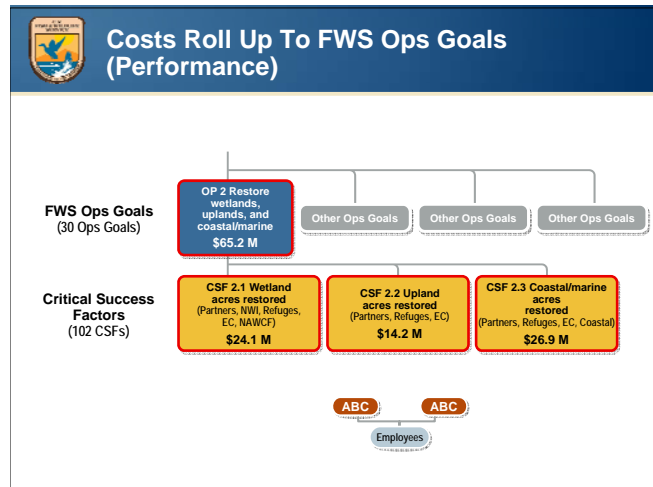 Costs Roll Up To FWS Ops Goals
(Performance)
FWS Ops Goals
(30 Ops Goals)
OP 2 Restore
wetlands,
uplands, and
coastal/marine
$65.2 M
Other Ops Goals
Other Ops Goals
Other Ops Goals
Critical Success
Factors
(102 CSFs)
CSF 2.1 Wetland
acres restored
(Partners, NWI, Refuges,
EC, NAWCF)
$24.1 M
CSF 2.2 Upland
acres restored
(Partners, Refuges, EC)
$14.2 M
CSF 2.3 Coastal/marine
acres
restored
(Partners, Refuges, EC, Coastal)
$26.9 M
ABC
ABC
Employees